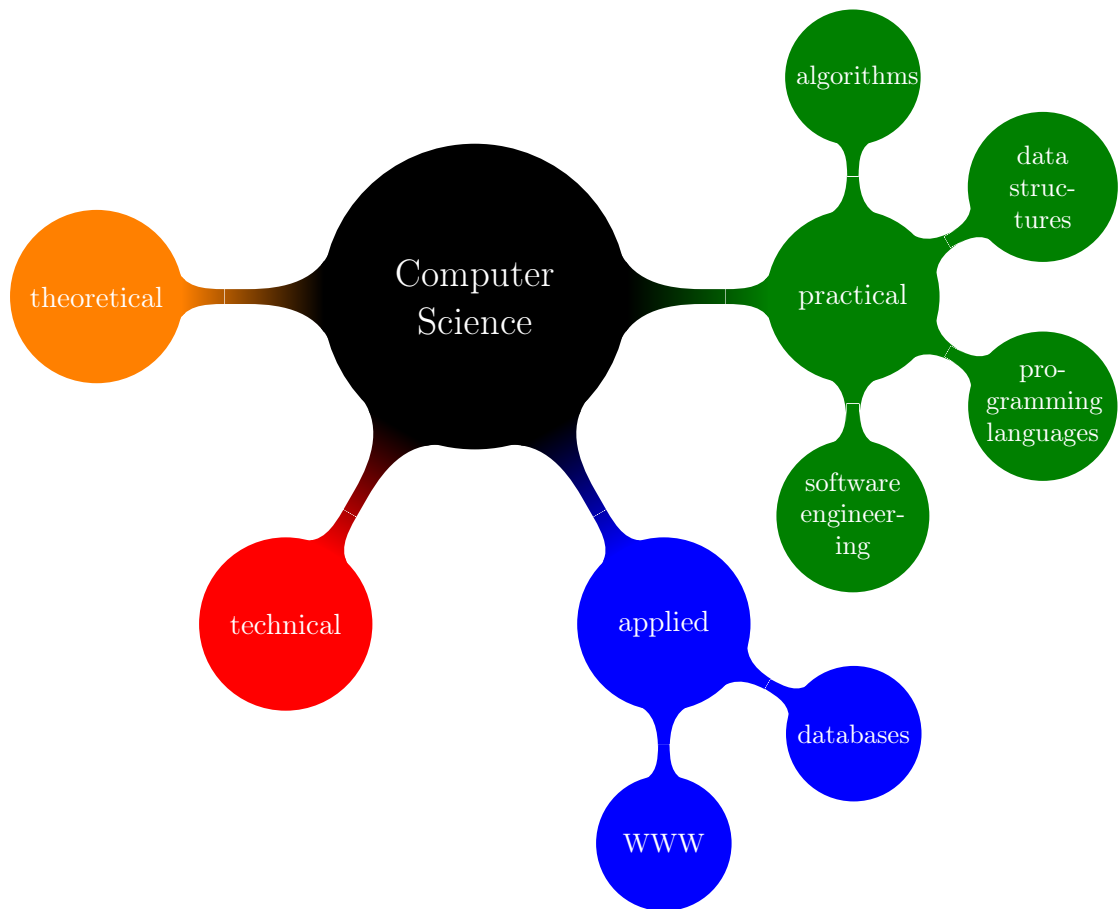 Computer
Science
practical
algorithms
data
struc-
tures
pro-
gramming
languages
software
engineer-
ing
applied
databases
WWW
technical
theoretical